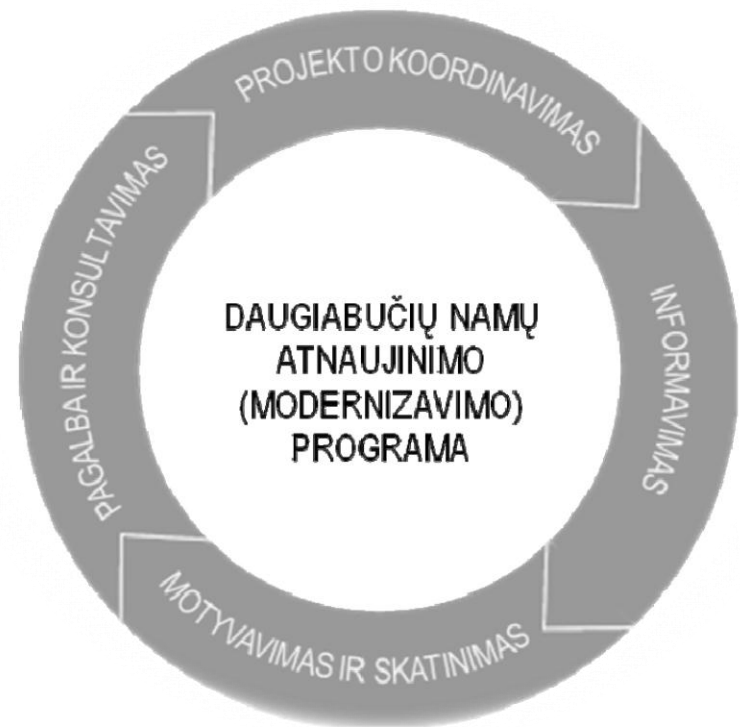 PROJEKTO KOORDINAVIMAS
INFORMAVIMAS
MOTYVAVIMAS IR SKATINIMAS
PAGALBA IR KONSULTAVIMAS
DAUGIABUČIŲ NAMŲ
ATNAUJINIMO
(MODERNIZAVIMO)
PROGRAMA